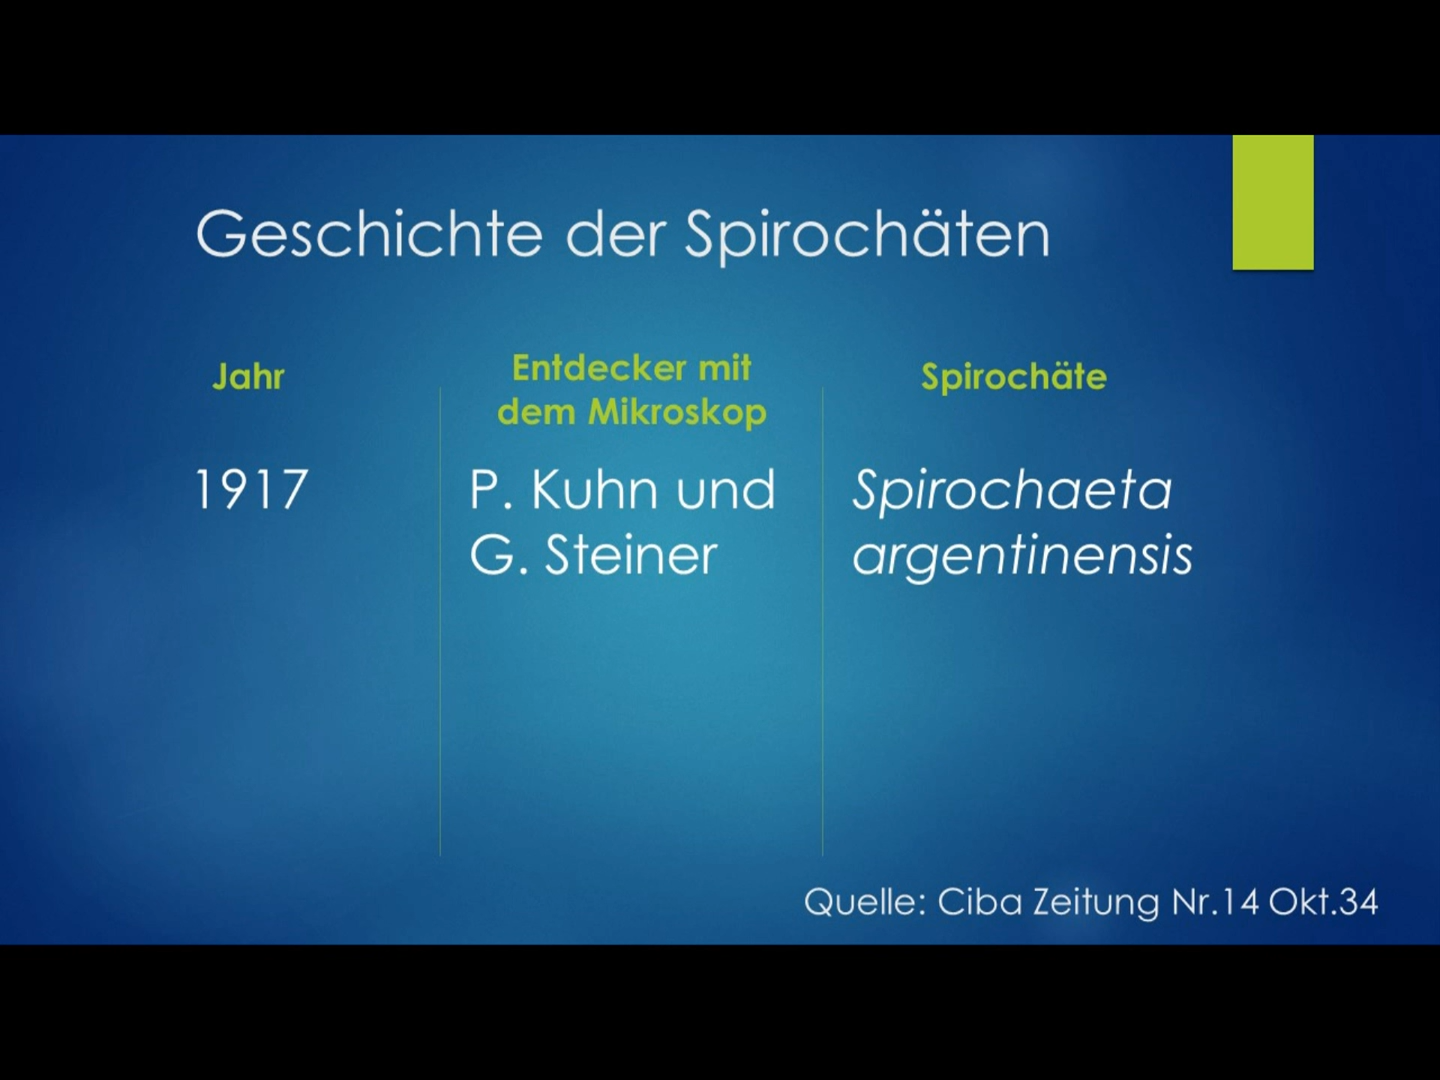 Geschichte der Spirochäten
Jahr
Entdecker mit
dem Mikroskop
Spirochäte
1917
P. Kuhn und
G. Steiner
Spirochaeta
argentinensis
Quelle: Ciba Zeitung Nr.14 Okt.34